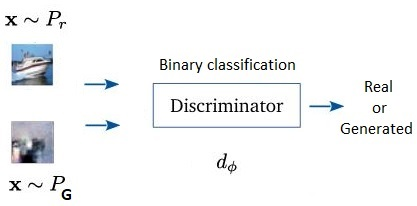 x ∼ P_r
Binary classification
Discriminator
Real
or
Generated
d_ϕ
x ∼ P_G